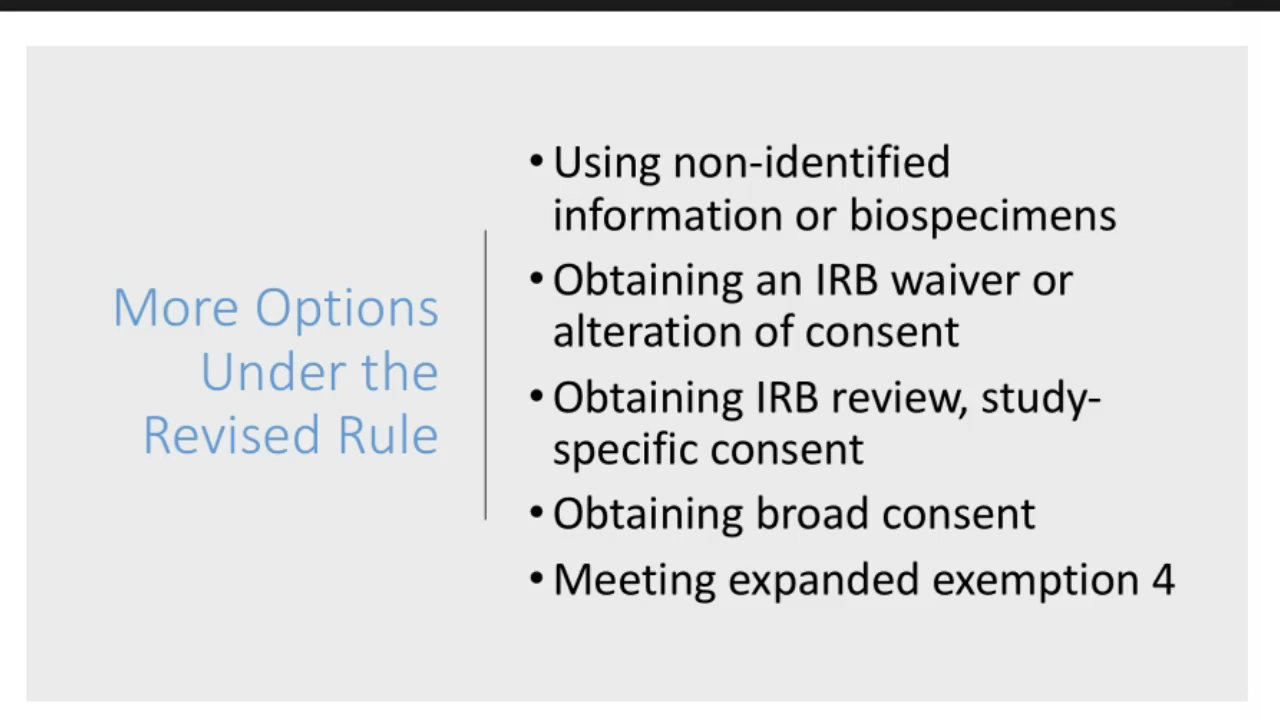 More Options
Under the
Revised Rule
• Using non-identified
information or biospecimens
• Obtaining an IRB waiver or
alteration of consent
• Obtaining IRB review, study-
specific consent
• Obtaining broad consent
• Meeting expanded exemption 4